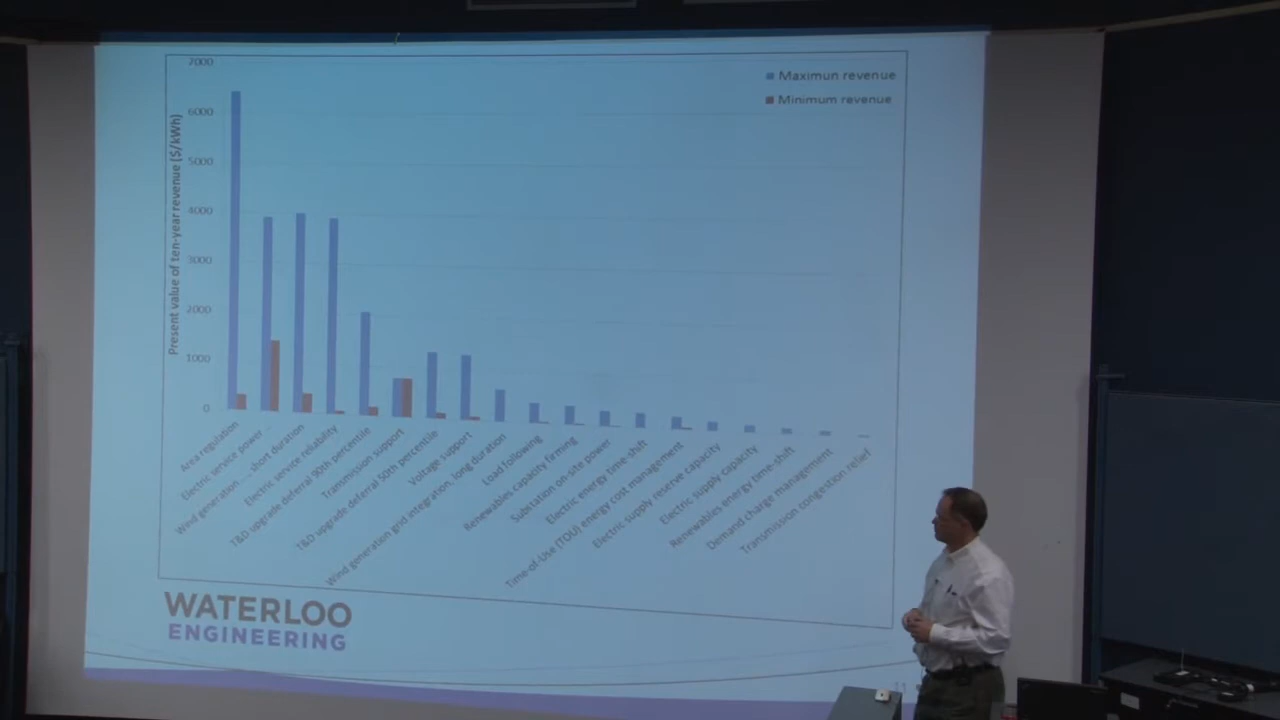 7000
6000
5000
4000
3000
2000
1000
0
Present value of ten-year revenue ($/kWh)
Maximun revenue
Minimum revenue
Area regulation
Electric service power ...
Wind generation ..., short duration
Electric service reliability
T&D upgrade deferral 90th percentile
Transmission support
T&D upgrade deferral 50th percentile
Voltage support
Wind generation grid integration, long duration
Load following
Renewables capacity firming
Substation on-site power
Electric energy time-shift
Time-of-Use (TOU) energy cost management
Electric supply reserve capacity
Electric supply capacity
Renewables energy time-shift
Demand charge management
Transmission congestion relief
WATERLOO
ENGINEERING
11